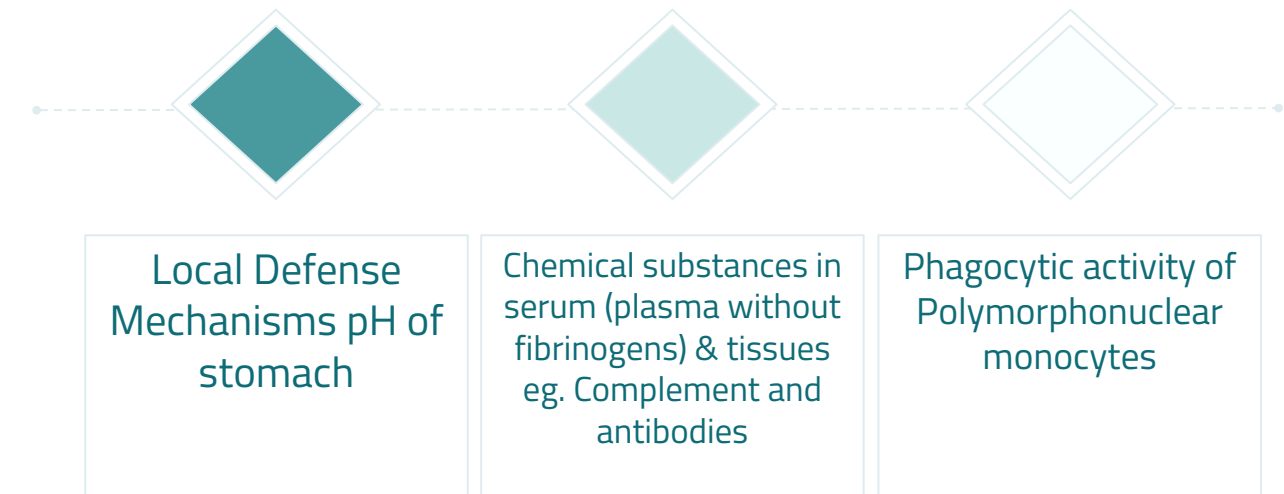 Local Defense
Mechanisms pH of
stomach
Chemical substances in
serum (plasma without
fibrinogens) & tissues
eg. Complement and
antibodies
Phagocytic activity of
Polymorphonuclear
monocytes